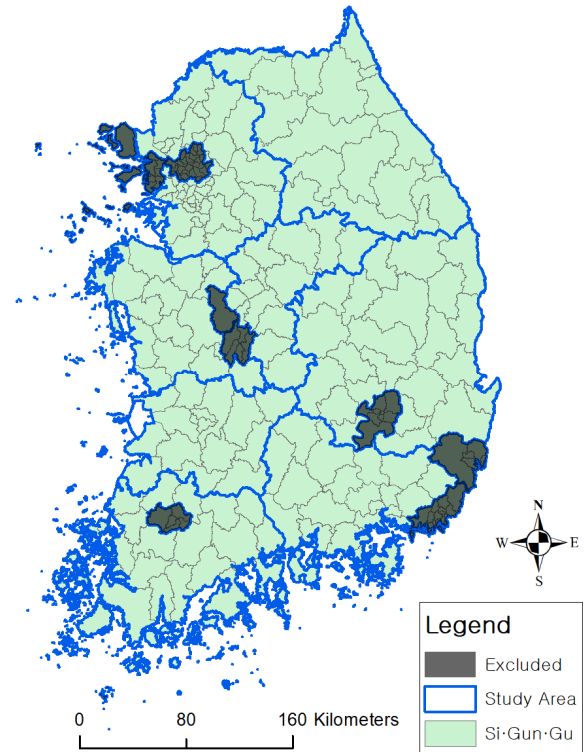 N
W E
S
Legend
Excluded
Study Area
Si·Gun·Gu
0 80 160 Kilometers